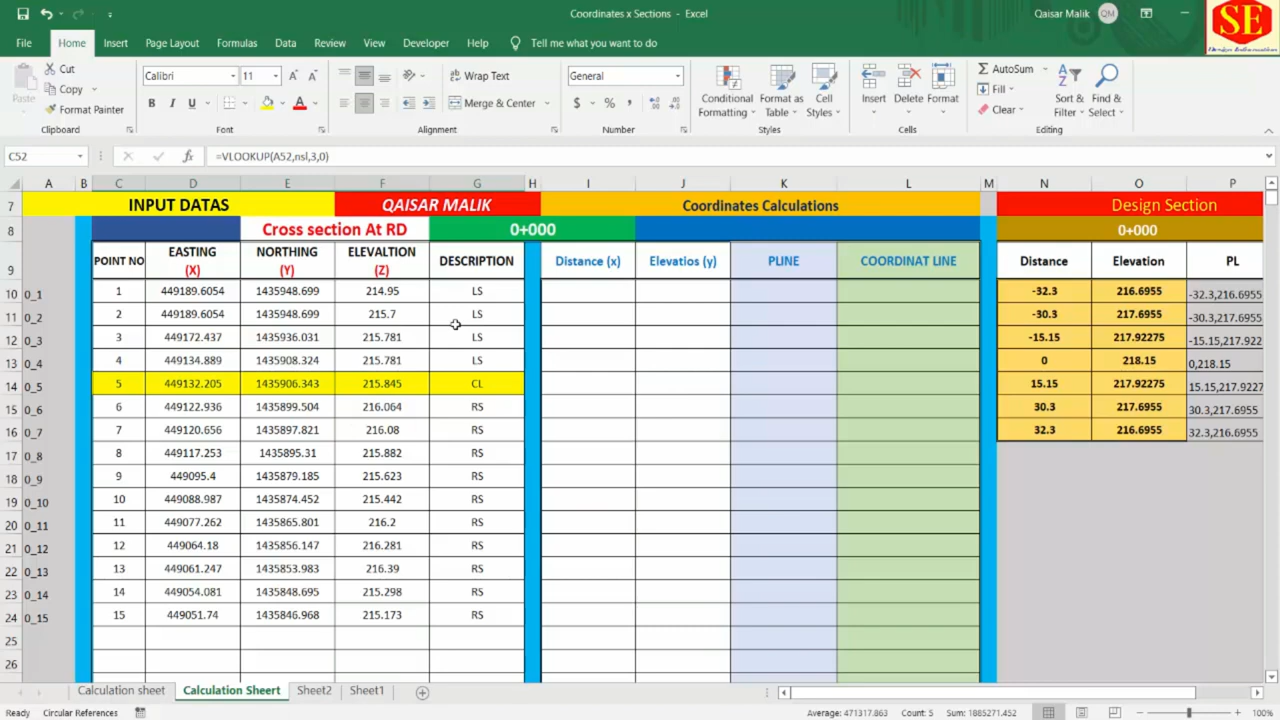 Coordinates x Sections - Excel
Qaisar Malik QM
SE
File Home Insert Page Layout Formulas Data Review View Developer Help Tell me what you want to do
Cut
Copy
Format Painter
Paste
Calibri 11
B I U
Wrap Text
Merge & Center
General
$ % ,
Conditional Formatting
Format as Table
Cell Styles
Insert Delete Format
AutoSum
Fill
Clear
Sort & Filter
Find & Select
Clipboard Font Alignment Number Styles Cells Editing
C52 fx =VLOOKUP(A52,nsl,3,0)
A B C D E F G H I J K L M N O P
7 INPUT DATAS QAISAR MALIK Coordinates Calculations Design Section
8 Cross section At RD 0+000 0+000
9 POINT NO EASTING (X) NORTHING (Y) ELEVALTION (Z) DESCRIPTION Distance (x) Elevatios (y) PLINE COORDINAT LINE Distance Elevation PL
10 0_1 1 449189.6054 1435948.699 214.95 LS -32.3 216.6955 -32.3,216.6955
11 0_2 2 449189.6054 1435948.699 215.7 LS -30.3 217.6955 -30.3,217.6955
12 0_3 3 449172.437 1435936.031 215.781 LS -15.15 217.92275 -15.15,217.922
13 0_4 4 449134.889 1435908.324 215.781 LS 0 218.15 0,218.15
14 0_5 5 449132.205 1435906.343 215.845 CL 15.15 217.92275 15.15,217.9227
15 0_6 6 449122.936 1435899.504 216.064 RS 30.3 217.6955 30.3,217.6955
16 0_7 7 449120.656 1435897.821 216.08 RS 32.3 216.6955 32.3,216.6955
17 0_8 8 449117.253 1435895.31 215.882 RS
18 0_9 9 449095.4 1435879.185 215.623 RS
19 0_10 10 449088.987 1435874.452 215.442 RS
20 0_11 11 449077.262 1435865.801 216.2 RS
21 0_12 12 449064.18 1435856.147 216.281 RS
22 0_13 13 449061.247 1435853.983 216.39 RS
23 0_14 14 449054.081 1435848.695 215.298 RS
24 0_15 15 449051.74 1435846.968 215.173 RS
25
26
Calculation sheet Calculation Sheert Sheet2 Sheet1
Ready Circular References Average: 471317.863 Count: 5 Sum: 1885271.452 100%